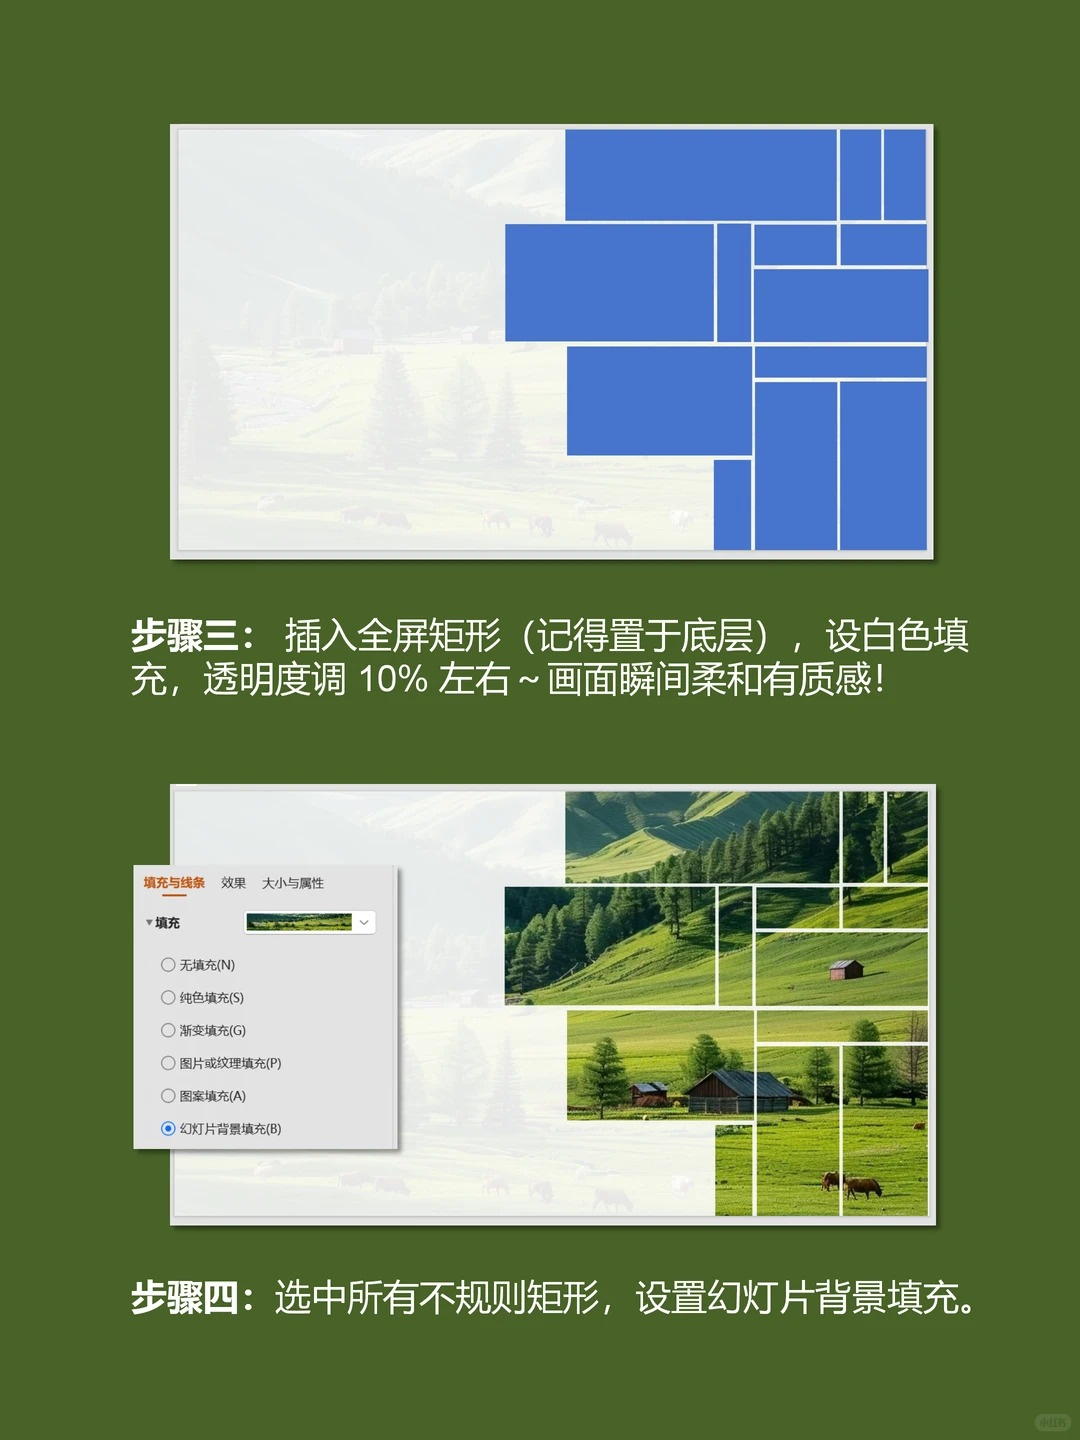 步骤三： 插入全屏矩形（记得置于底层），设白色填
充，透明度调 10% 左右～画面瞬间柔和有质感！
填充与线条 效果 大小与属性
填充
无填充(N)
纯色填充(S)
渐变填充(G)
图片或纹理填充(P)
图案填充(A)
幻灯片背景填充(B)
步骤四：选中所有不规则矩形，设置幻灯片背景填充。
小红书